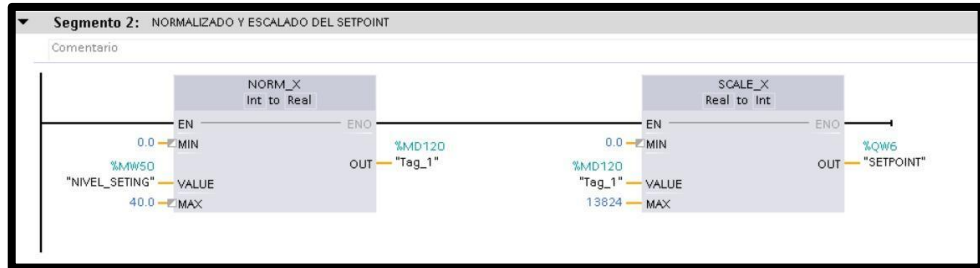 Segmento 2: NORMALIZADO Y ESCALADO DEL SETPOINT
Comentario
NORM_X
Int to Real
EN
ENO
0.0
MIN
%MW50
"NIVEL_SETING"
VALUE
40.0
MAX
%MD120
OUT
"Tag_1"
SCALE_X
Real to Int
EN
ENO
0.0
MIN
%MD120
"Tag_1"
VALUE
13824
MAX
%QW6
OUT
"SETPOINT"